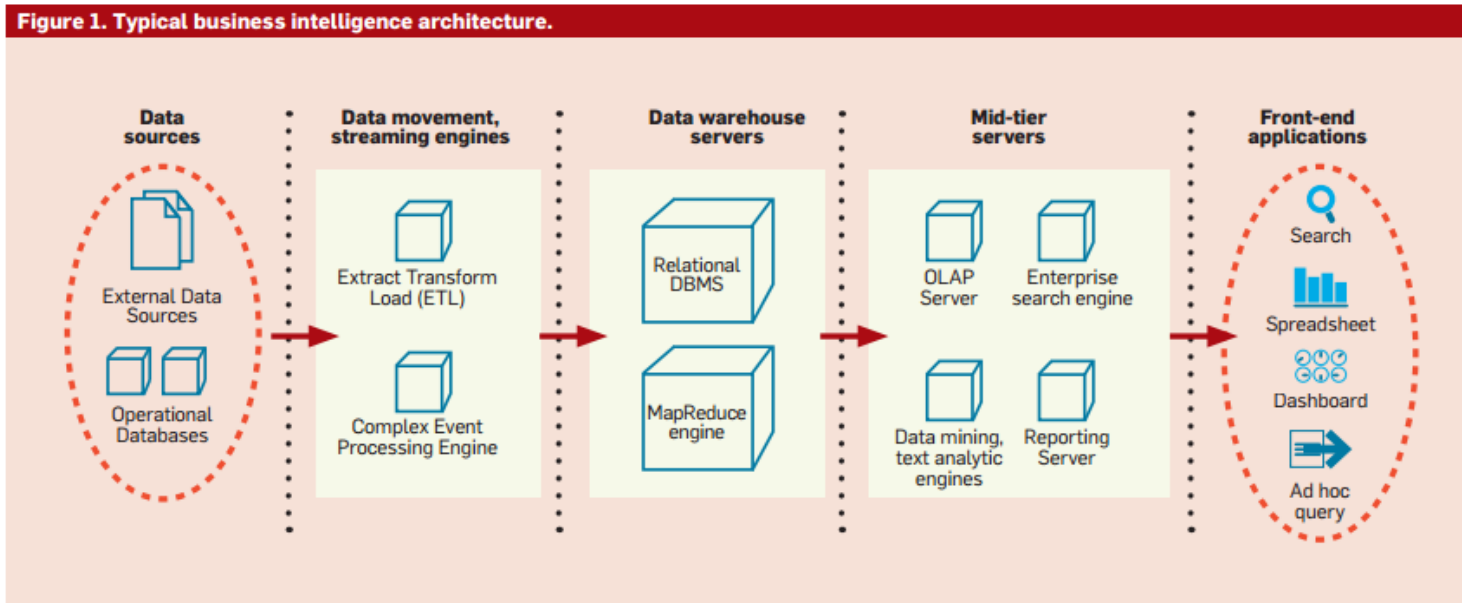 Figure 1. Typical business intelligence architecture.
Data
sources
External Data
Sources
Operational
Databases
Data movement,
streaming engines
Extract Transform
Load (ETL)
Complex Event
Processing Engine
Data warehouse
servers
Relational
DBMS
MapReduce
engine
Mid-tier
servers
OLAP
Server
Enterprise
search engine
Data mining,
text analytic
engines
Reporting
Server
Front-end
applications
Search
Spreadsheet
Dashboard
Ad hoc
query